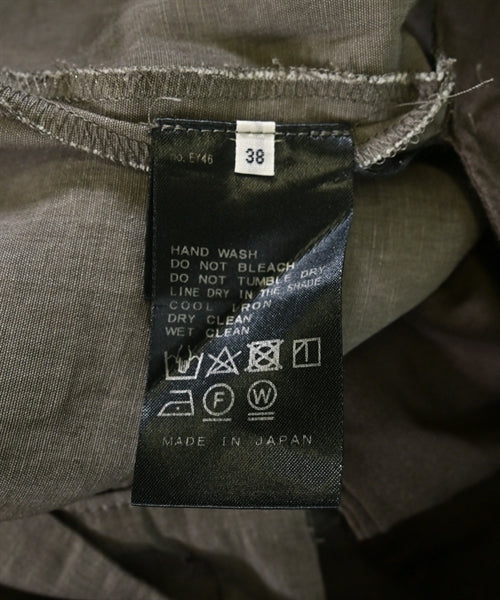 NO. E746
38
HAND WASH
DO NOT BLEACH
DO NOT TUMBLE DRY
LINE DRY IN THE SHADE
COOL IRON
DRY CLEAN
WET CLEAN
F W
MADE IN JAPAN